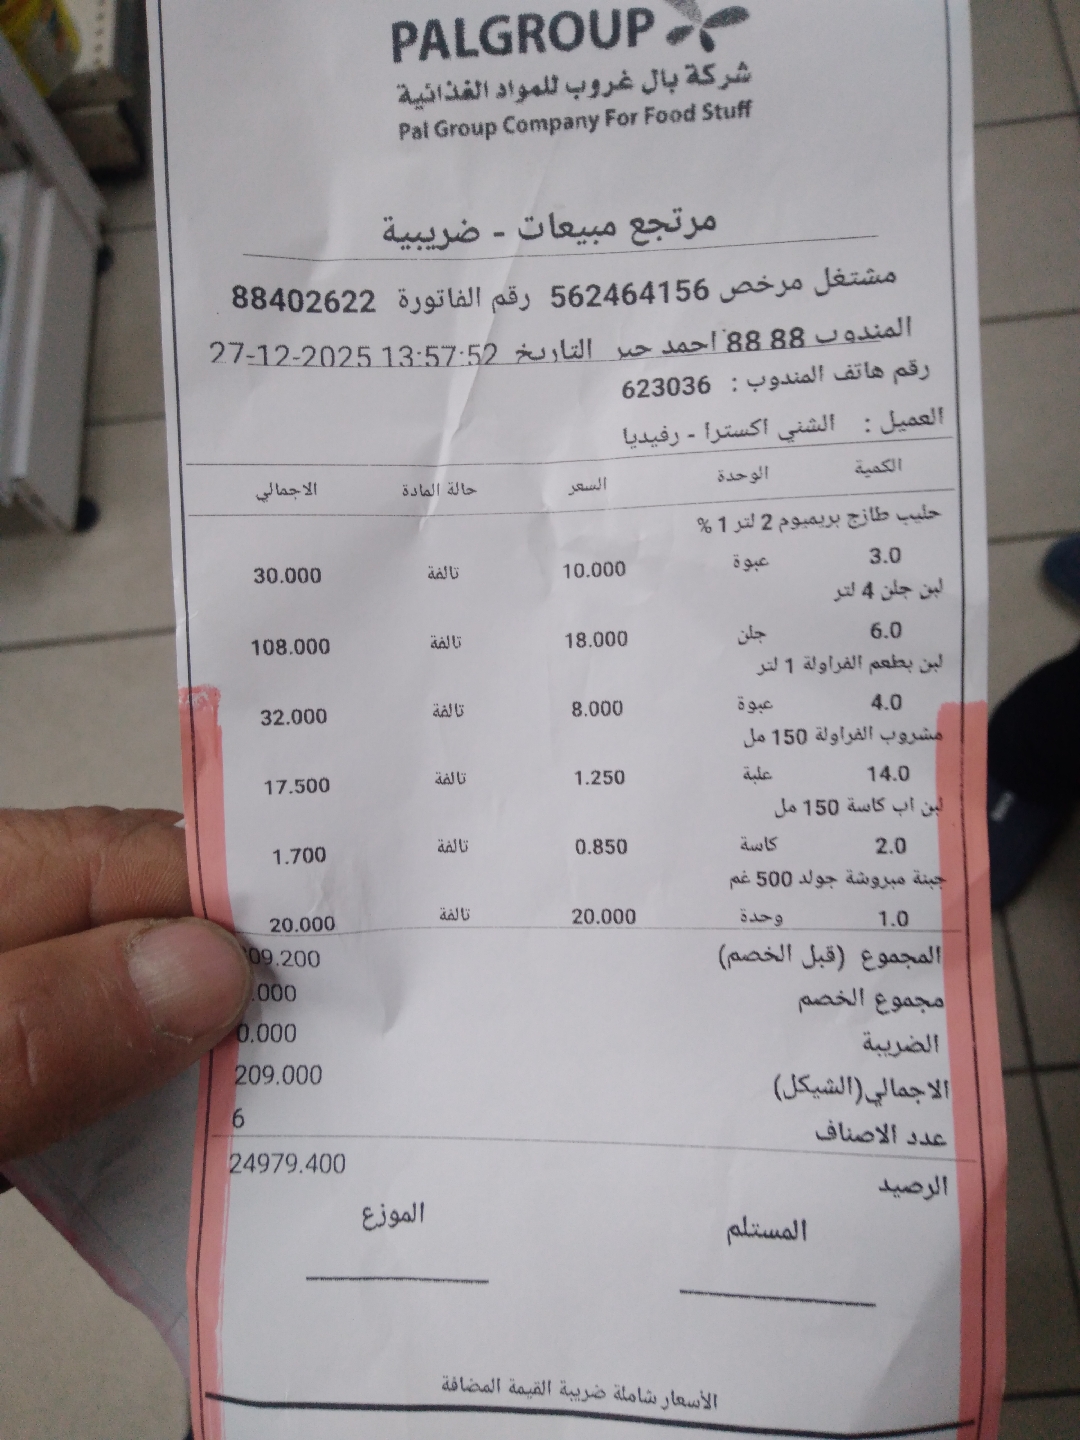 PALGROUP
شركة بال غروب للمواد الغذائية
Pal Group Company For Food Stuff
مرتجع مبيعات - ضريبية
مشتغل مرخص 562464156 رقم الفاتورة 88402622
المندوب 88 88 احمد جبر التاريخ 27-12-2025 13:57:52
رقم هاتف المندوب : 623036
العميل : الشني اكسترا - رفيديا
الكمية الوحدة السعر حالة المادة الاجمالي
حليب طازج بريميوم 2 لتر 1 %
3.0 عبوة 10.000 تالفة 30.000
لبن جلن 4 لتر
6.0 جلن 18.000 تالفة 108.000
لبن بطعم الفراولة 1 لتر
4.0 عبوة 8.000 تالفة 32.000
مشروب الفراولة 150 مل
14.0 علبة 1.250 تالفة 17.500
لبن اب كاسة 150 مل
2.0 كاسة 0.850 تالفة 1.700
جبنة مبروشة جولد 500 غم
1.0 وحدة 20.000 تالفة 20.000
المجموع (قبل الخصم) 09.200
مجموع الخصم .000
الضريبة 0.000
الاجمالي(الشيكل) 209.000
عدد الاصناف 6
الرصيد 24979.400
المستلم الموزع
الأسعار شاملة ضريبة القيمة المضافة